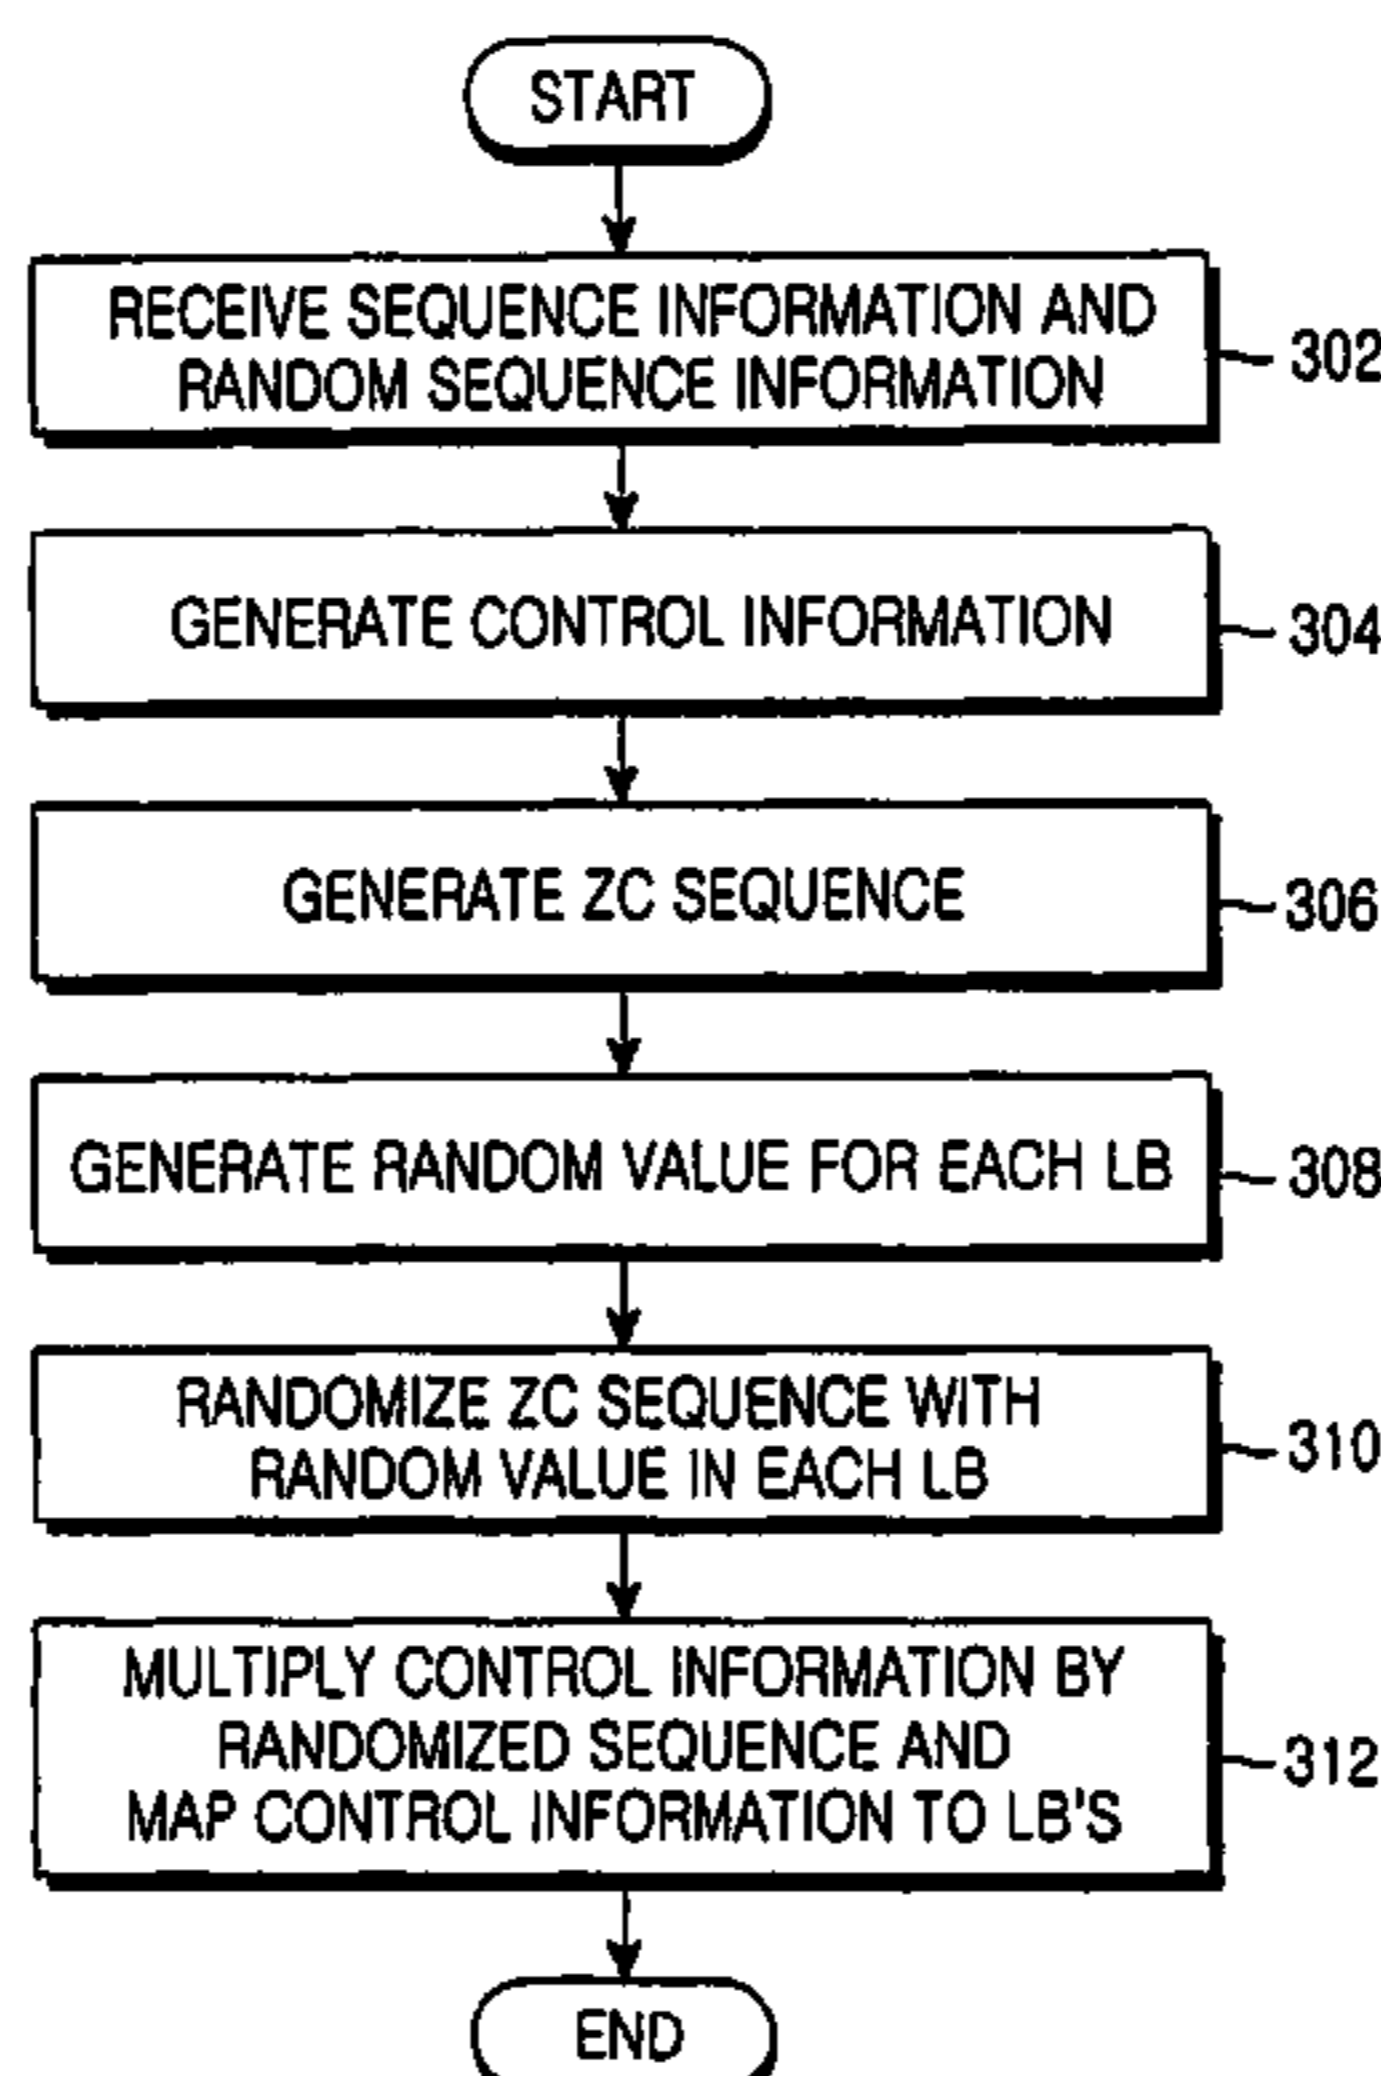 START
RECEIVE SEQUENCE INFORMATION AND
RANDOM SEQUENCE INFORMATION
302
GENERATE CONTROL INFORMATION
304
GENERATE ZC SEQUENCE
306
GENERATE RANDOM VALUE FOR EACH LB
308
RANDOMIZE ZC SEQUENCE WITH
RANDOM VALUE IN EACH LB
310
MULTIPLY CONTROL INFORMATION BY
RANDOMIZED SEQUENCE AND
MAP CONTROL INFORMATION TO LB'S
312
END